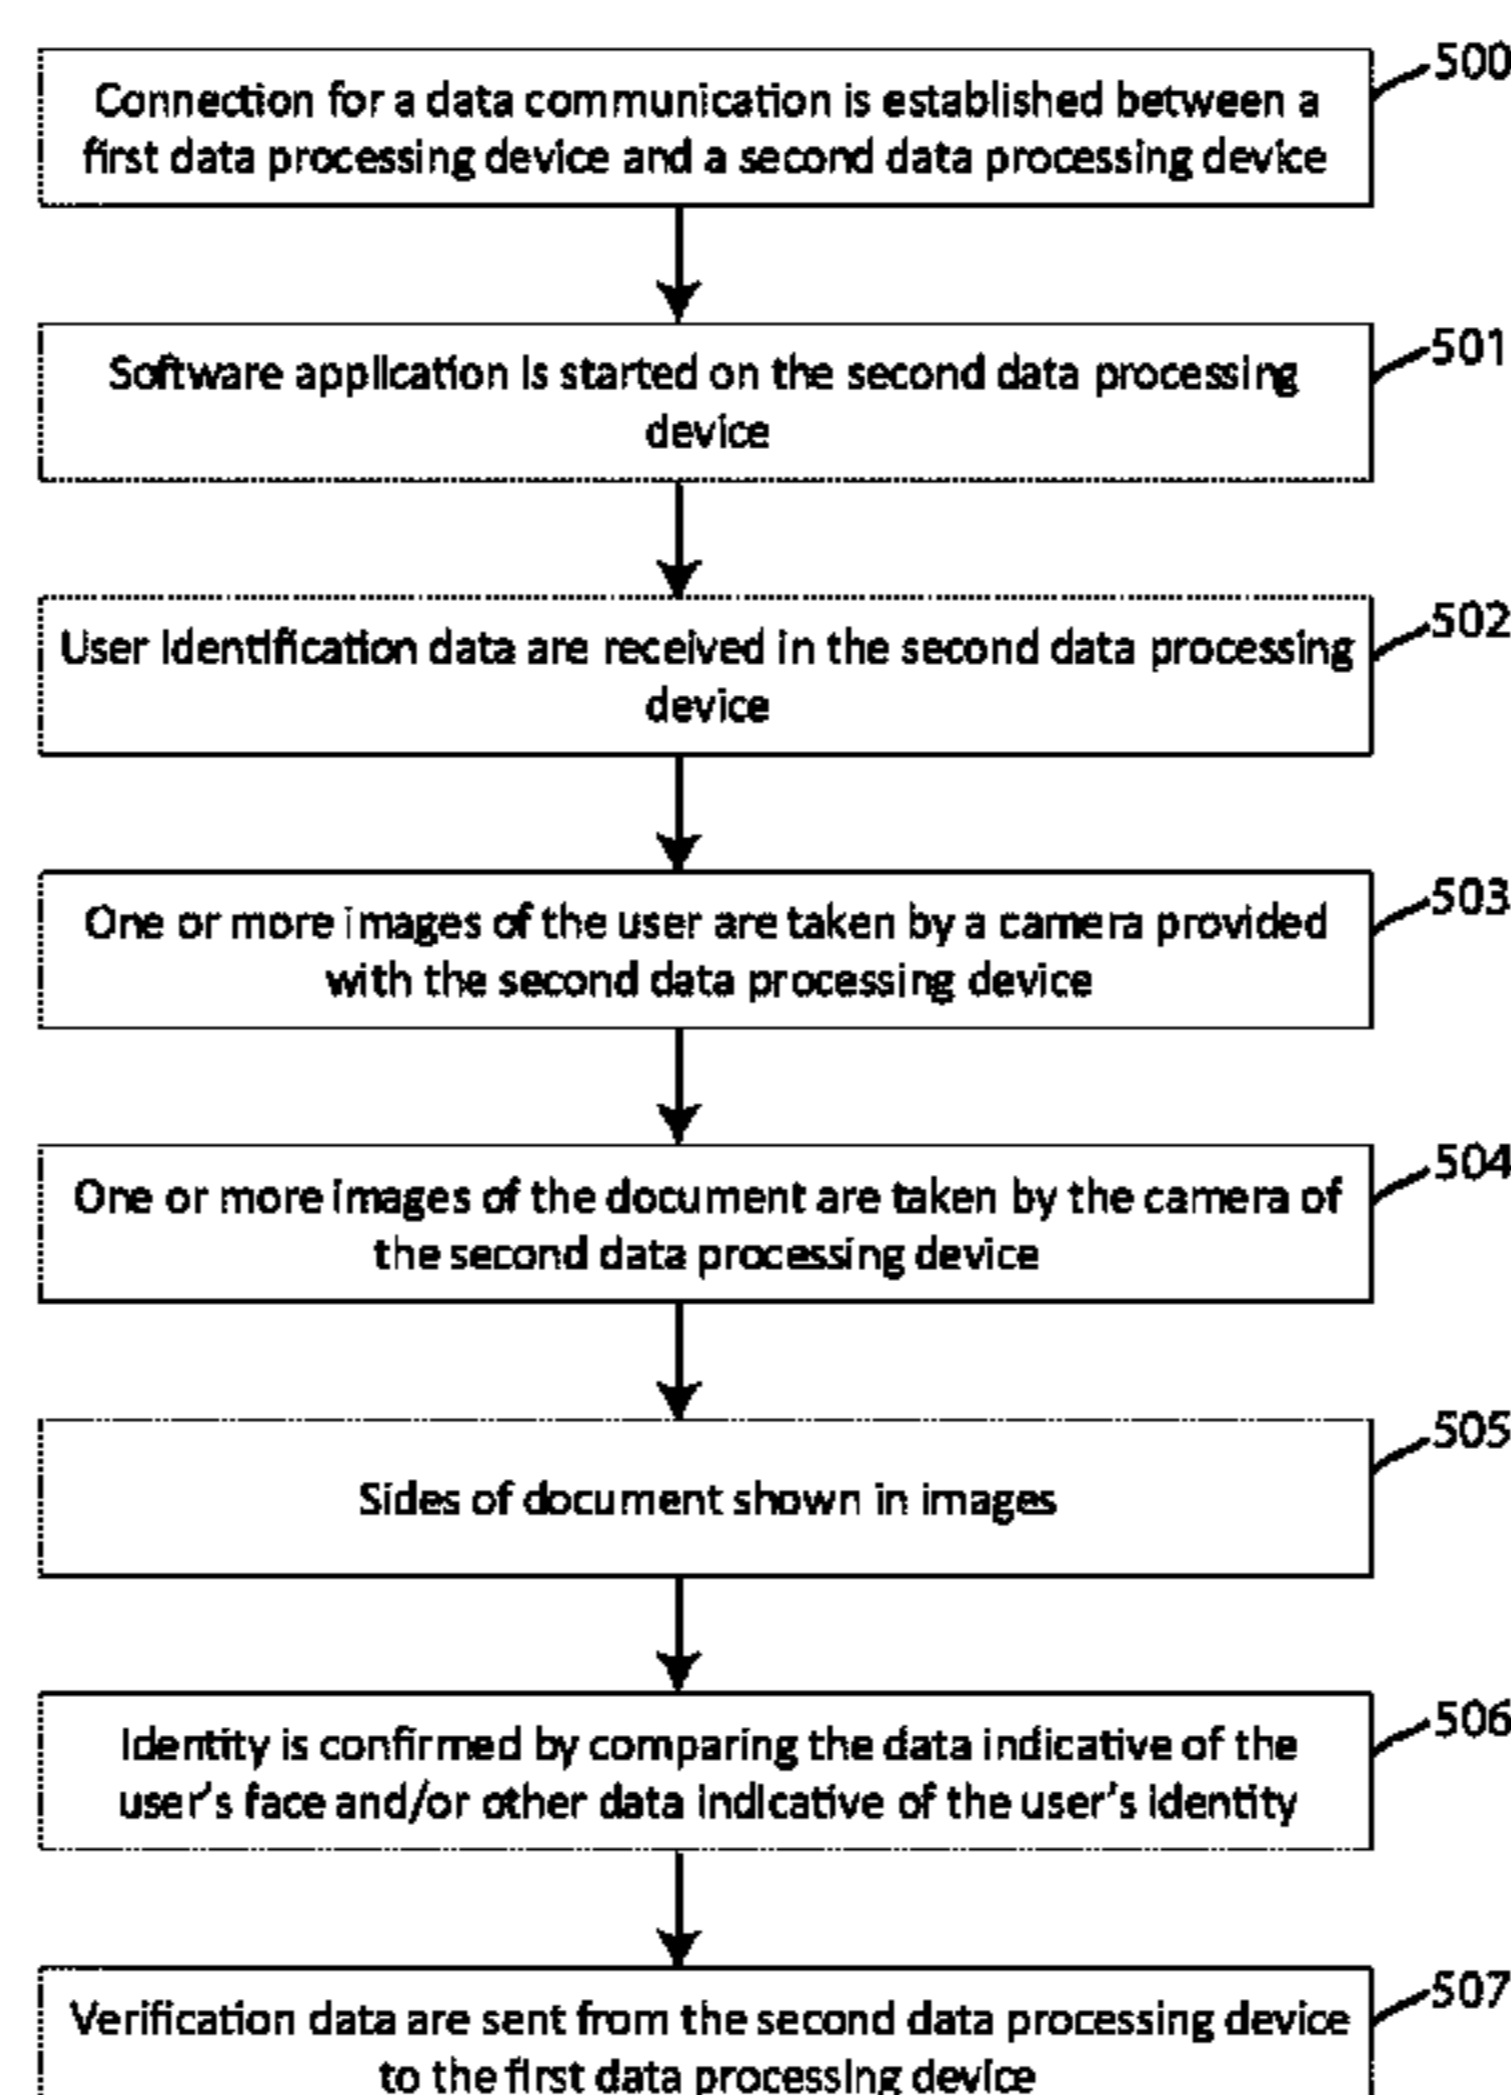 500
Connection for a data communication is established between a
first data processing device and a second data processing device
501
Software application is started on the second data processing
device
502
User identification data are received in the second data processing
device
503
One or more images of the user are taken by a camera provided
with the second data processing device
504
One or more images of the document are taken by the camera of
the second data processing device
505
Sides of document shown in images
506
Identity is confirmed by comparing the data indicative of the
user's face and/or other data indicative of the user's identity
507
Verification data are sent from the second data processing device
to the first data processing device